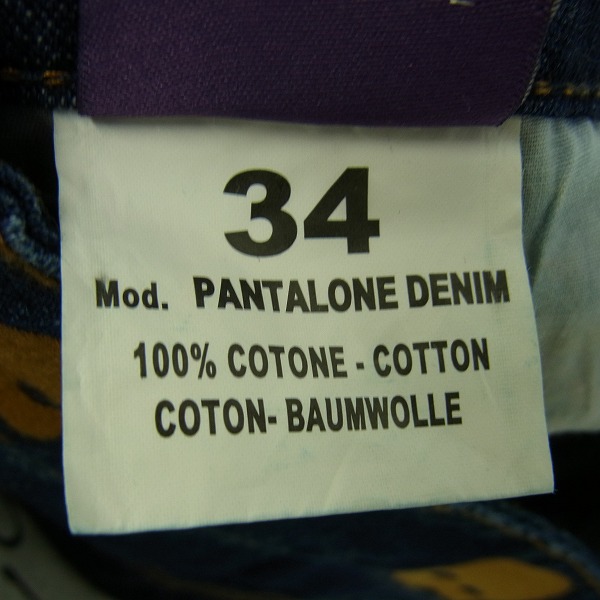 34
Mod. PANTALONE DENIM
100% COTONE - COTTON
COTON- BAUMWOLLE